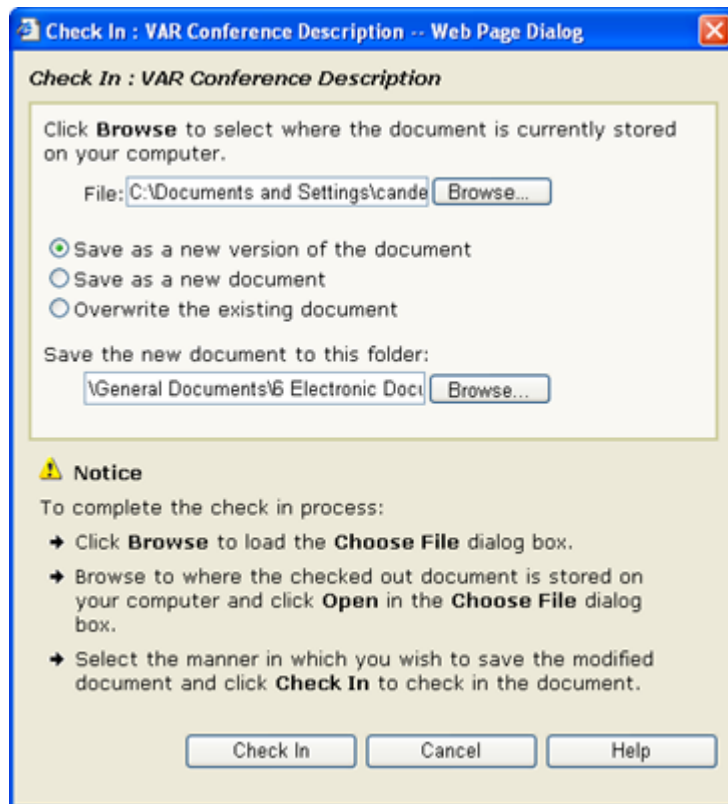 Check In : VAR Conference Description -- Web Page Dialog
Check In : VAR Conference Description
Click Browse to select where the document is currently stored
on your computer.
File: C:\Documents and Settings\cande Browse...
Save as a new version of the document
Save as a new document
Overwrite the existing document
Save the new document to this folder:
\General Documents\6 Electronic Docu Browse...
Notice
To complete the check in process:
Click Browse to load the Choose File dialog box.
Browse to where the checked out document is stored on
your computer and click Open in the Choose File dialog
box.
Select the manner in which you wish to save the modified
document and click Check In to check in the document.
Check In Cancel Help